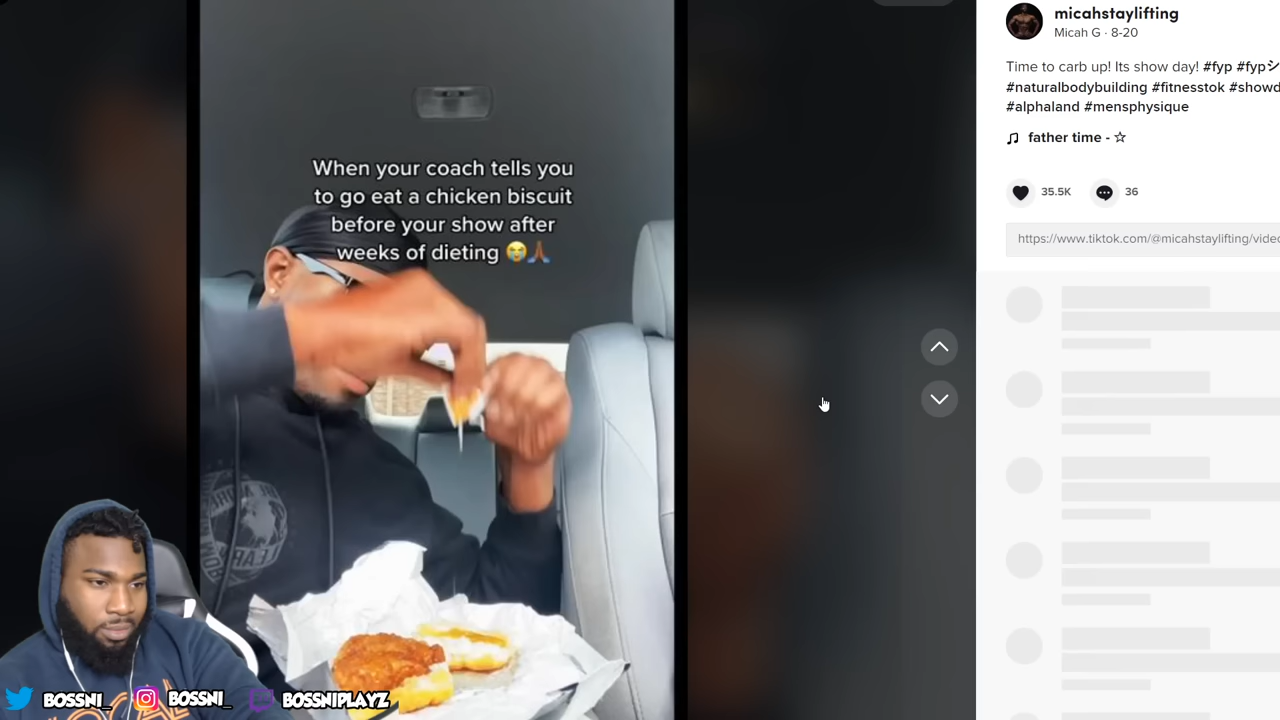 When your coach tells you
to go eat a chicken biscuit
before your show after
weeks of dieting 😭🙏🏾
micahstaylifting
Micah G · 8-20
Time to carb up! Its show day! #fyp #fypシ
#naturalbodybuilding #fitnesstok #showd
#alphaland #mensphysique
father time - ☆
35.5K
36
https://www.tiktok.com/@micahstaylifting/video
BOSSNI_
BOSSNI_
BOSSNIPLAYZ